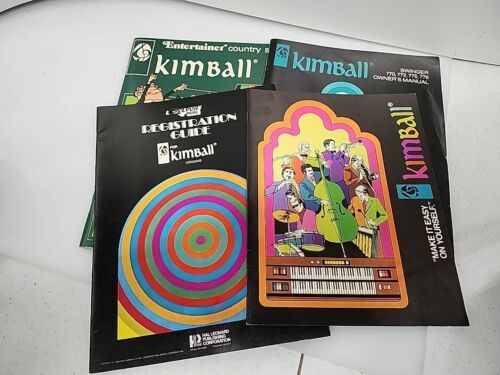 Entertainer country
kimball®
kimball®
SWINGER
770, 772, 775, 776
OWNER'S MANUAL
REGISTRATION
GUIDE
FOR
kimball®
ORGANS
HAL LEONARD
PUBLISHING
CORPORATION
kimball®
"MAKE IT EASY
ON YOURSELF."